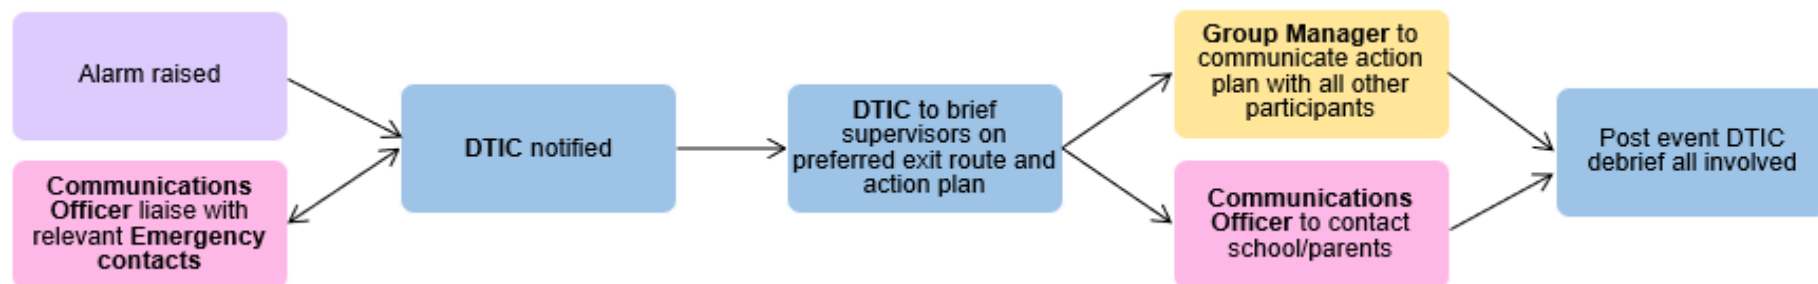 Alarm raised
Communications
Officer liaise with
relevant Emergency
contacts
DTIC notified
DTIC to brief
supervisors on
preferred exit route and
action plan
Group Manager to
communicate action
plan with all other
participants
Communications
Officer to contact
school/parents
Post event DTIC
debrief all involved